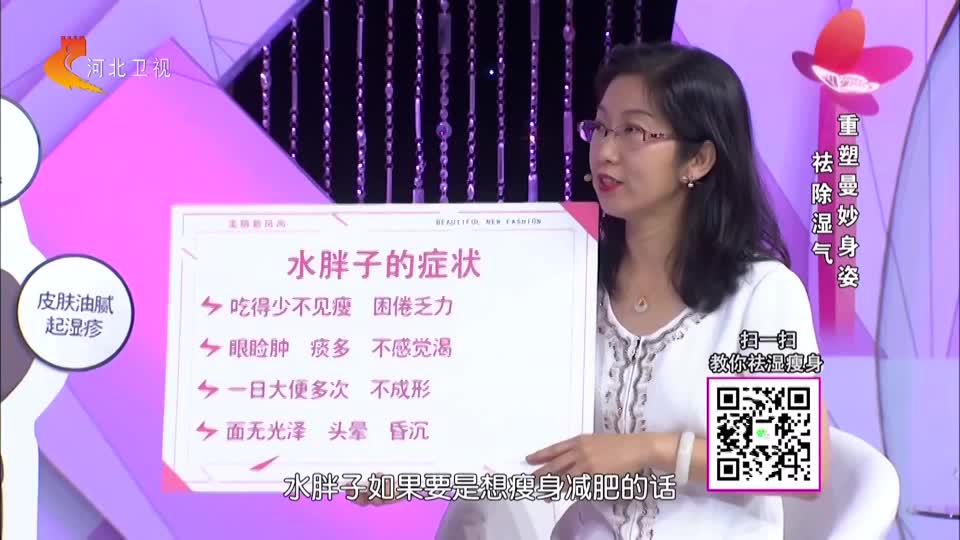 河北卫视
重塑曼妙身姿
祛除湿气
皮肤油腻
起湿疹
美丽新风尚
BEAUTIFUL NEW FASHION
水胖子的症状
吃得少不见瘦 困倦乏力
眼睑肿 痰多 不感觉渴
一日大便多次 不成形
面无光泽 头晕 昏沉
扫一扫
教你祛湿瘦身
水胖子如果要是想瘦身减肥的话